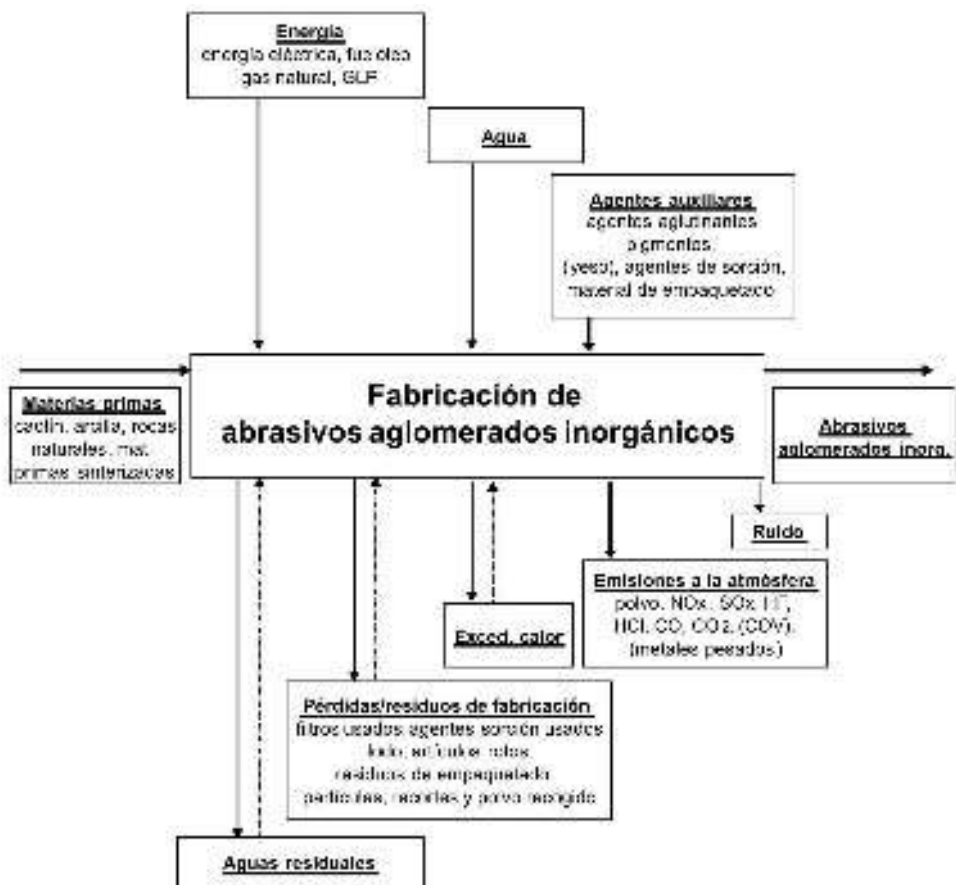 Energía
energía eléctrica, fuelóleo
gas natural, GLP
Agua
Agentes auxiliares
agentes aglutinantes
pigmentos,
(yeso), agentes de sorción,
material de empaquetado
Fabricación de
abrasivos aglomerados inorgánicos
Materias primas
caolín, arcilla, rocas
naturales, mat.
primas sinterizadas
Abrasivos
aglomerados inorg.
Ruido
Emisiones a la atmósfera
polvo, NOx, SOx, HF,
HCl, CO, CO2, (COV),
(metales pesados)
Exced. calor
Pérdidas/residuos de fabricación
filtros usados, agentes sorción usados
lodo, artículos rotos
residuos de empaquetado
partículas, recortes y polvo recogido
Aguas residuales